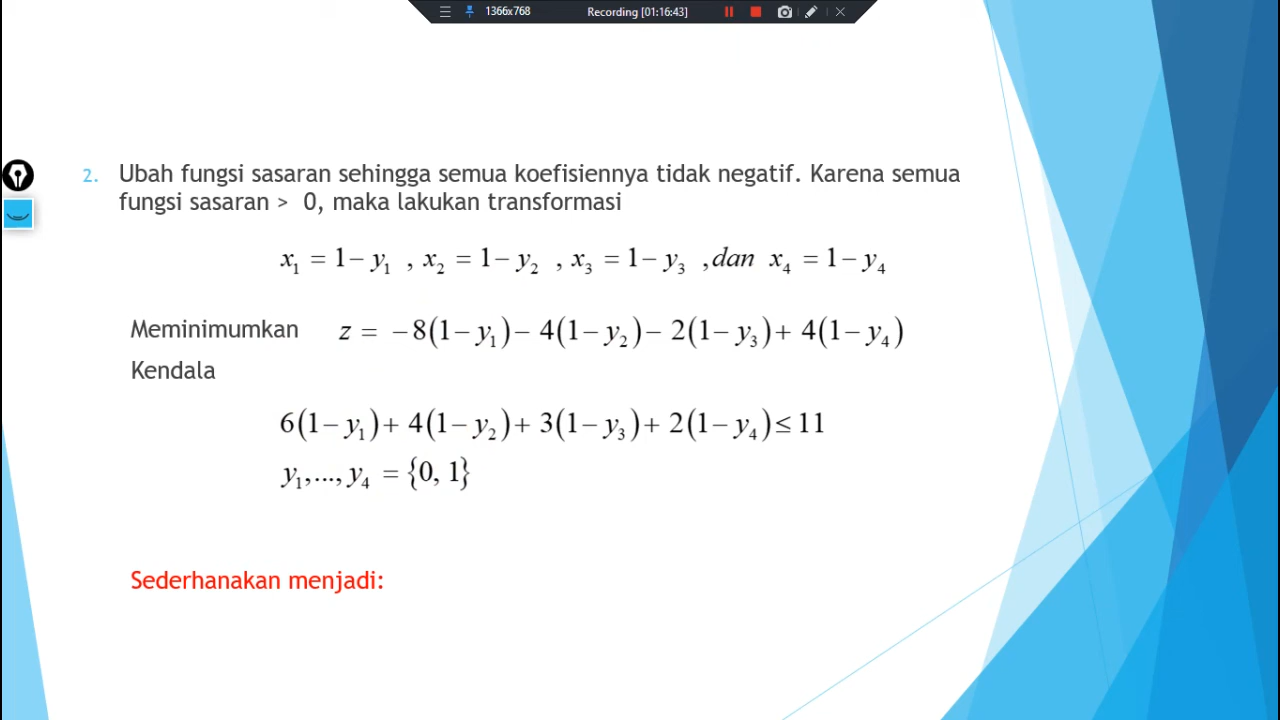 1366x768 Recording [01:16:43]
2. Ubah fungsi sasaran sehingga semua koefisiennya tidak negatif. Karena semua
fungsi sasaran > 0, maka lakukan transformasi
x₁ = 1− y₁ , x₂ = 1− y₂ , x₃ = 1− y₃ ,dan x₄ = 1− y₄
Meminimumkan z = −8(1− y₁)− 4(1− y₂)− 2(1− y₃)+ 4(1− y₄)
Kendala
6(1− y₁)+ 4(1− y₂)+ 3(1− y₃)+ 2(1− y₄)≤ 11
y₁,..., y₄ = {0, 1}
Sederhanakan menjadi: